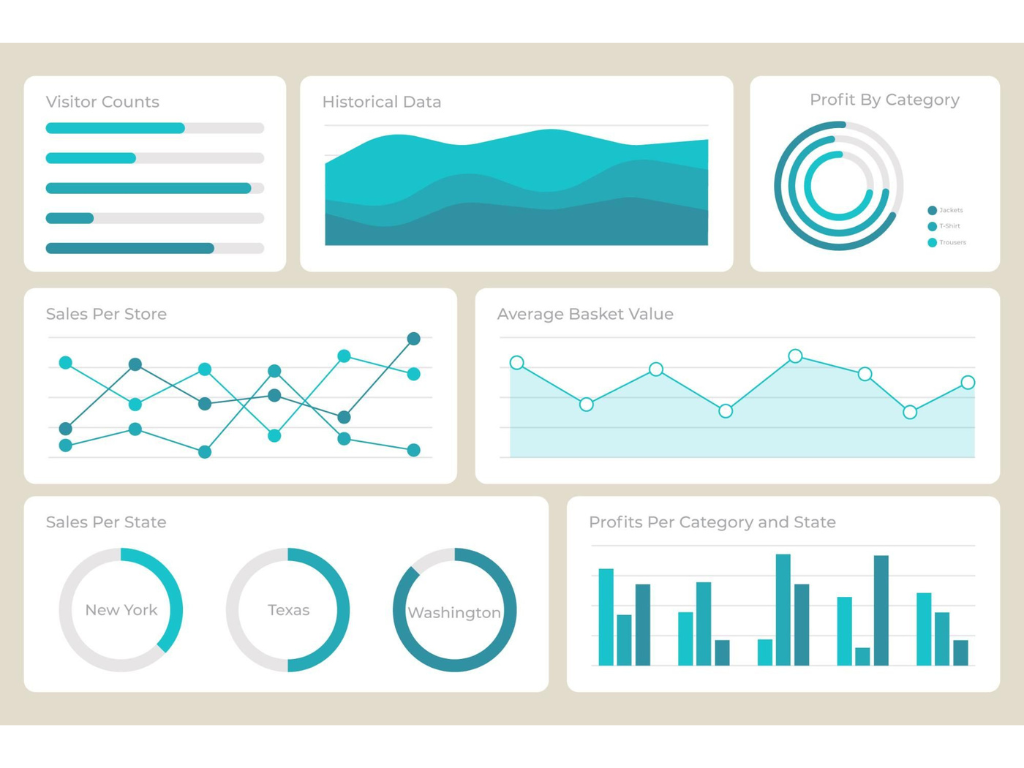 Visitor Counts
Historical Data
Profit By Category
Jackets
T-Shirt
Trousers
Sales Per Store
Average Basket Value
Sales Per State
New York
Texas
Washington
Profits Per Category and State